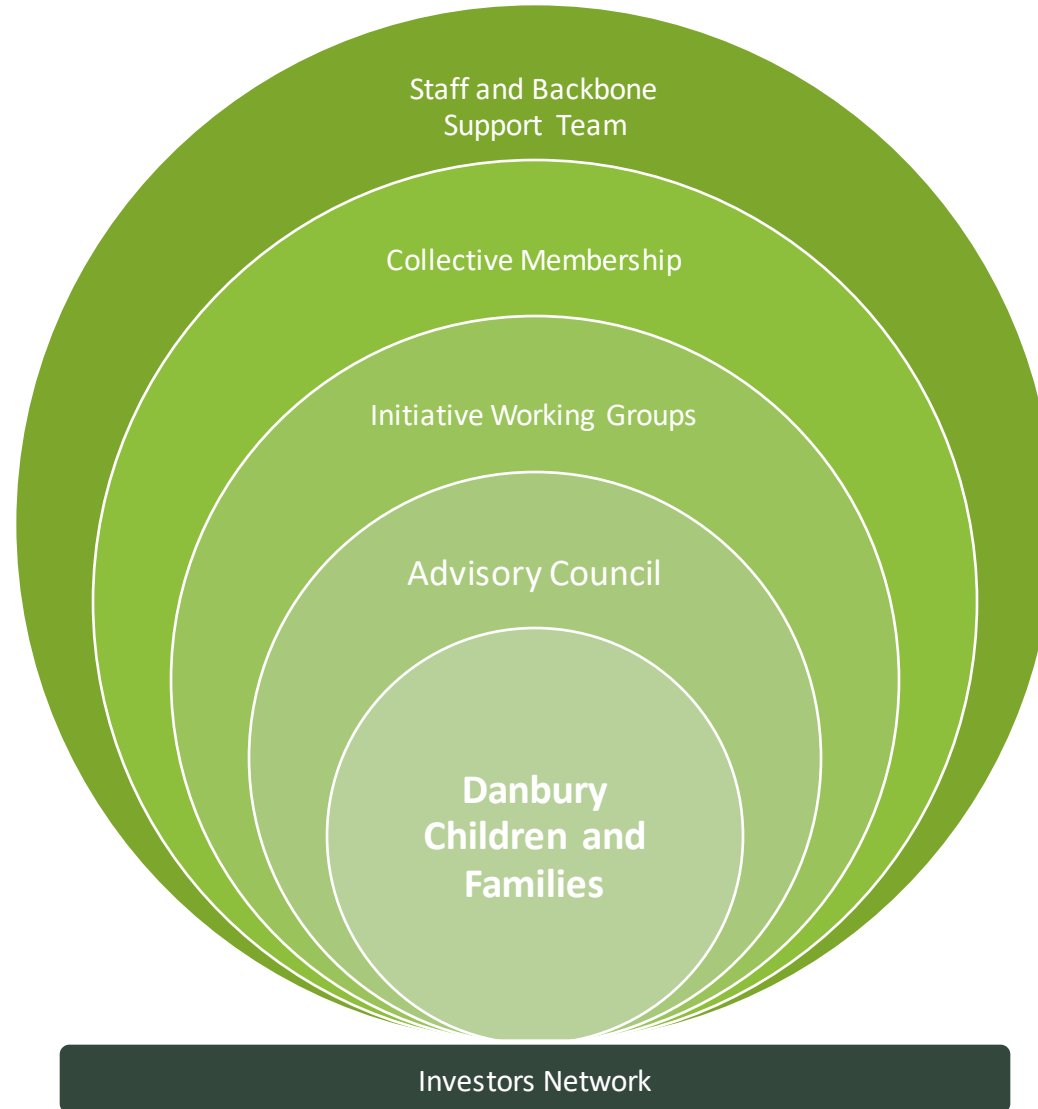 Staff and Backbone
Support Team
Collective Membership
Initiative Working Groups
Advisory Council
Danbury
Children and
Families
Investors Network